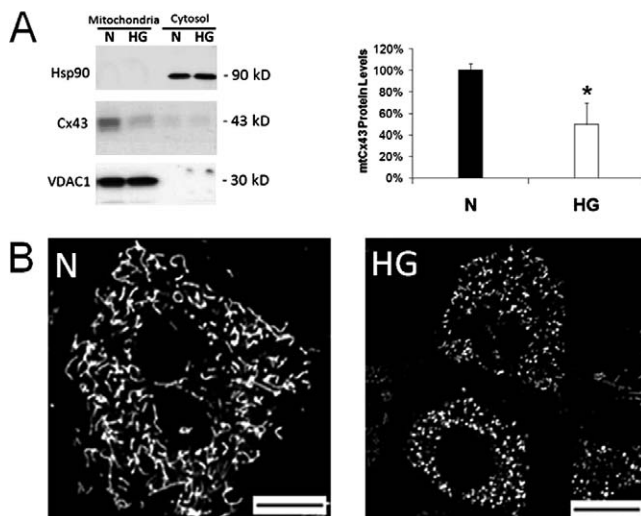 A
Mitochondria Cytosol
N HG N HG
Hsp90 - 90 kD
Cx43 - 43 kD
VDAC1 - 30 kD
mtCx43 Protein Levels
120%
100%
80%
60%
40%
20%
0%
*
N HG
B
N
HG